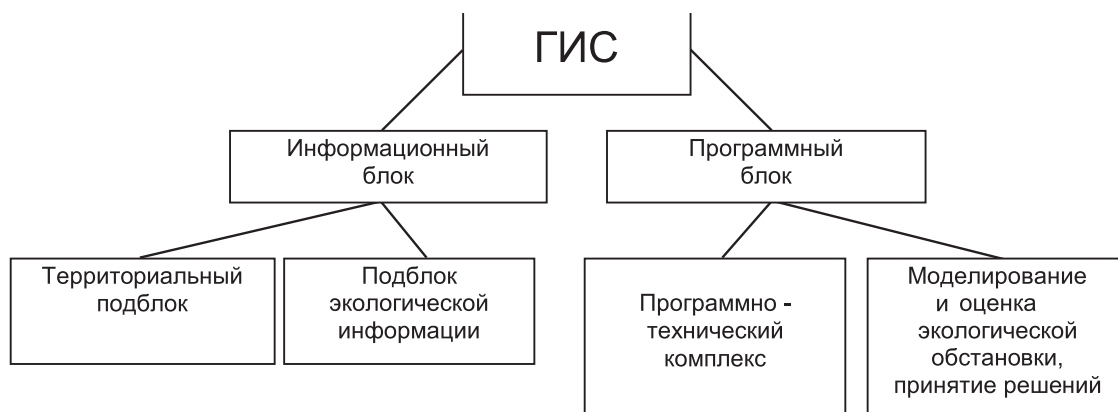 ГИС
Информационный
блок
Программный
блок
Территориальный
подблок
Подблок
экологической
информации
Программно -
технический
комплекс
Моделирование
и оценка
экологической
обстановки,
принятие решений